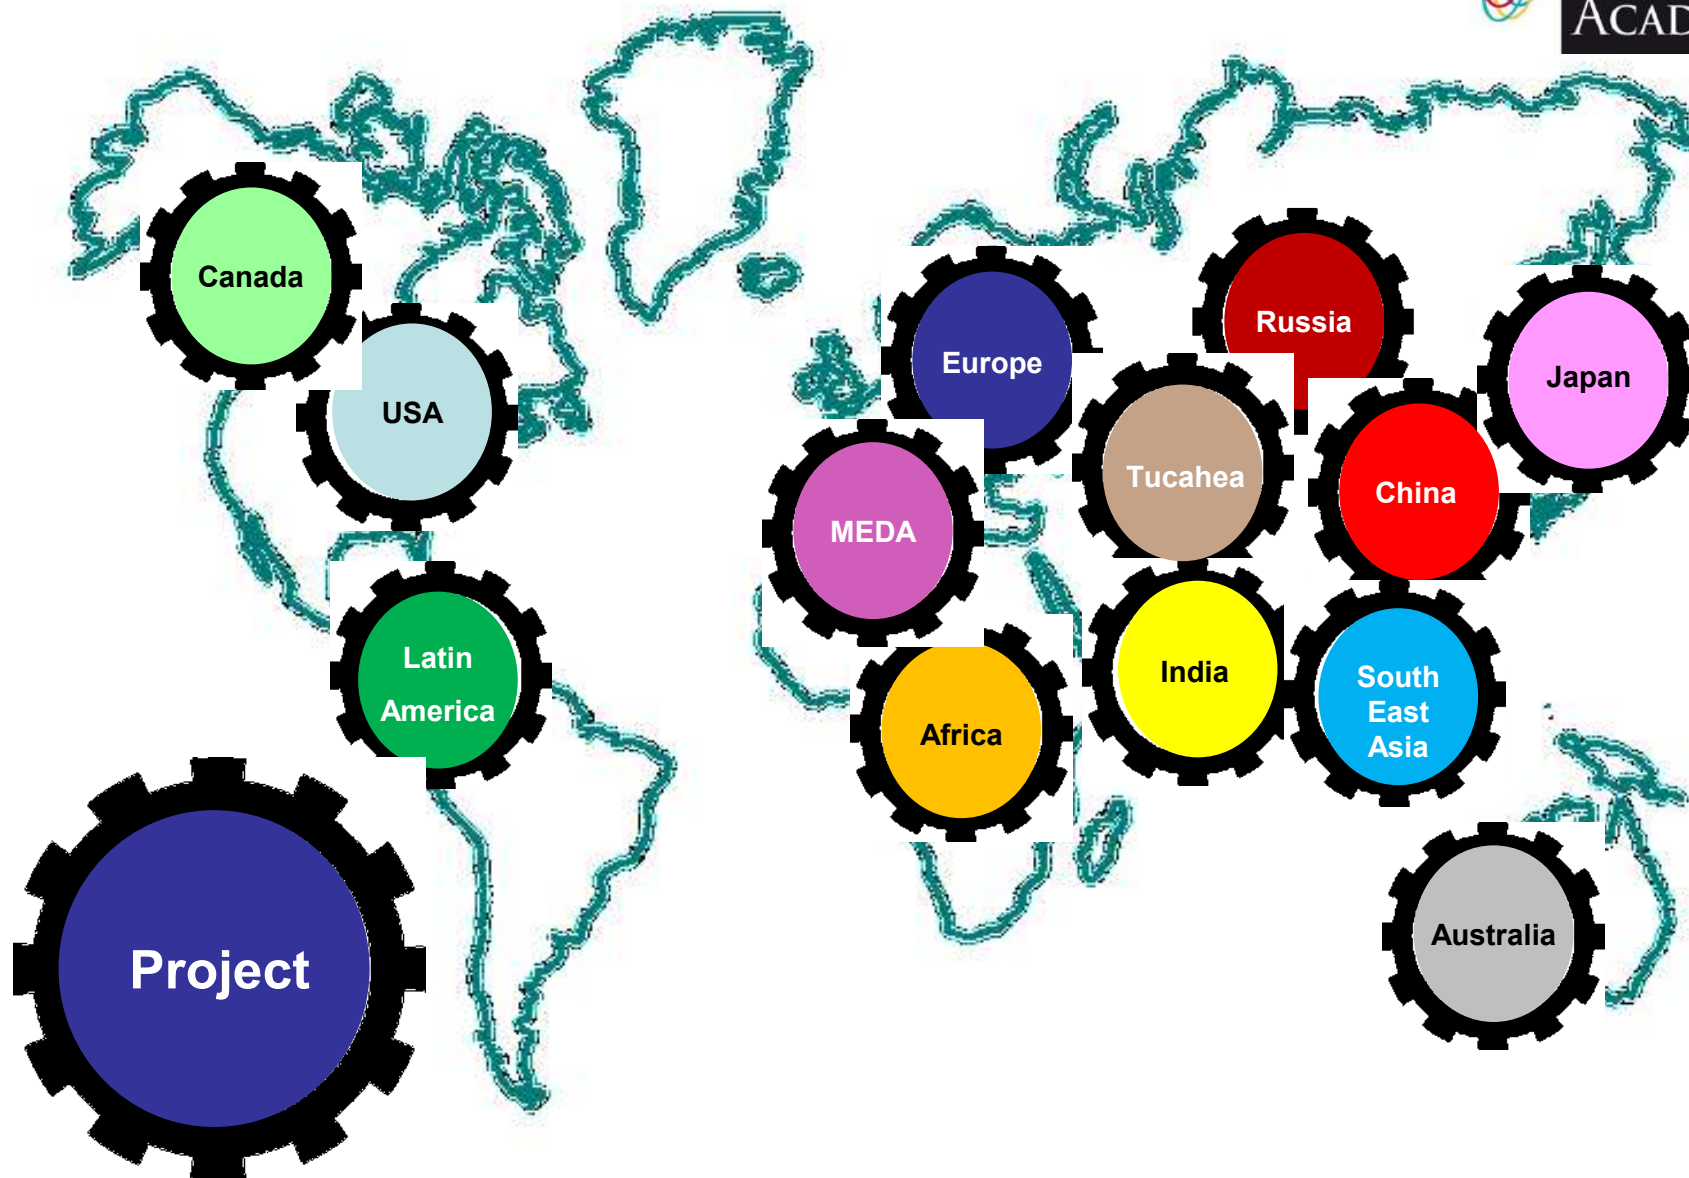 ACAD
Canada
USA
Europe
Russia
Japan
Tucahea
China
MEDA
Latin
America
India
South
East
Asia
Africa
Australia
Project